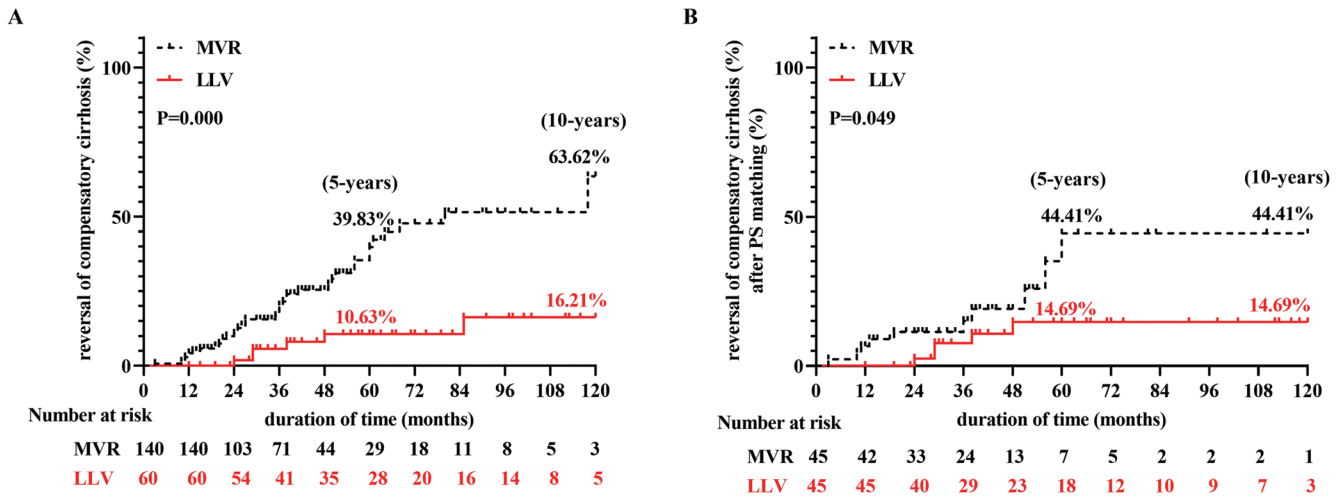 A
reversal of compensatory cirrhosis (%)
100
50
0
MVR
LLV
P=0.000
(10-years)
63.62%
(5-years)
39.83%
16.21%
10.63%
0 12 24 36 48 60 72 84 96 108 120
duration of time (months)
Number at risk
MVR 140 140 103 71 44 29 18 11 8 5 3
LLV 60 60 54 41 35 28 20 16 14 8 5
B
reversal of compensatory cirrhosis (%)
after PS matching (%)
100
50
0
MVR
LLV
P=0.049
(5-years) (10-years)
44.41% 44.41%
14.69% 14.69%
0 12 24 36 48 60 72 84 96 108 120
duration of time (months)
Number at risk
MVR 45 42 33 24 13 7 5 2 2 2 1
LLV 45 45 40 29 23 18 12 10 9 7 3